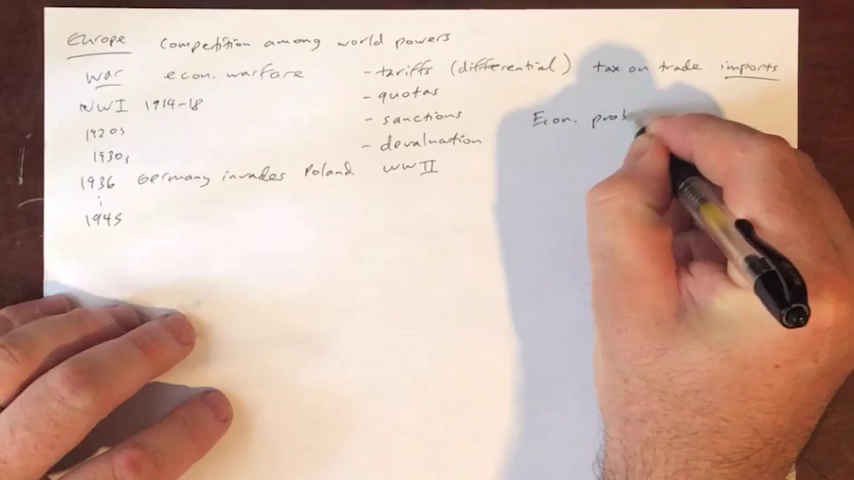 Europe Competition among world powers
war econ. warfare - tariffs (differential) tax on trade imports
WWI 1914-18 - quotas
1920s - sanctions Econ. prob
1930s - devaluation
1936 Germany invades Poland WWII
:
1945